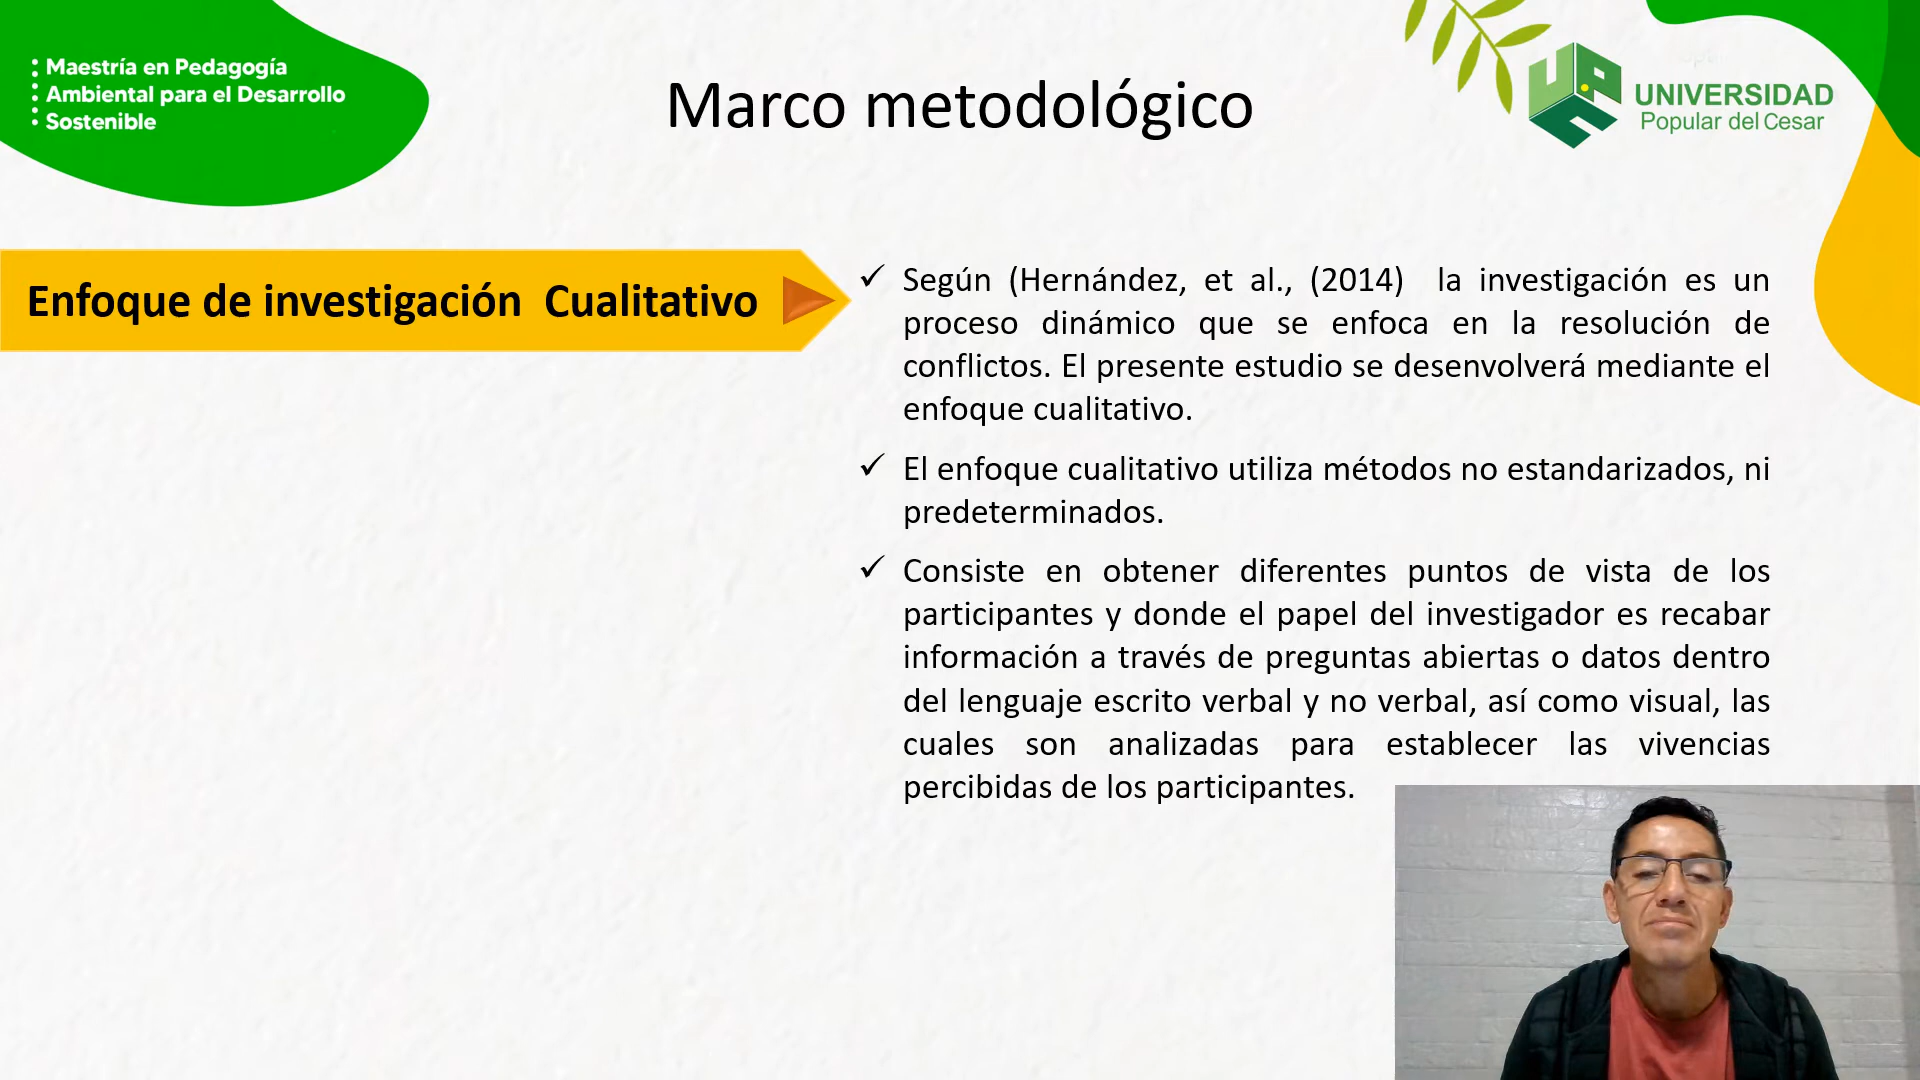 Maestría en Pedagogía
Ambiental para el Desarrollo
Sostenible
Marco metodológico
UPC
UNIVERSIDAD
Popular del Cesar
Enfoque de investigación  Cualitativo
✓ Según (Hernández, et al., (2014)  la investigación es un
proceso dinámico que se enfoca en la resolución de
conflictos. El presente estudio se desenvolverá mediante el
enfoque cualitativo.
✓ El enfoque cualitativo utiliza métodos no estandarizados, ni
predeterminados.
✓ Consiste en obtener diferentes puntos de vista de los
participantes y donde el papel del investigador es recabar
información a través de preguntas abiertas o datos dentro
del lenguaje escrito verbal y no verbal, así como visual, las
cuales son analizadas para establecer las vivencias
percibidas de los participantes.